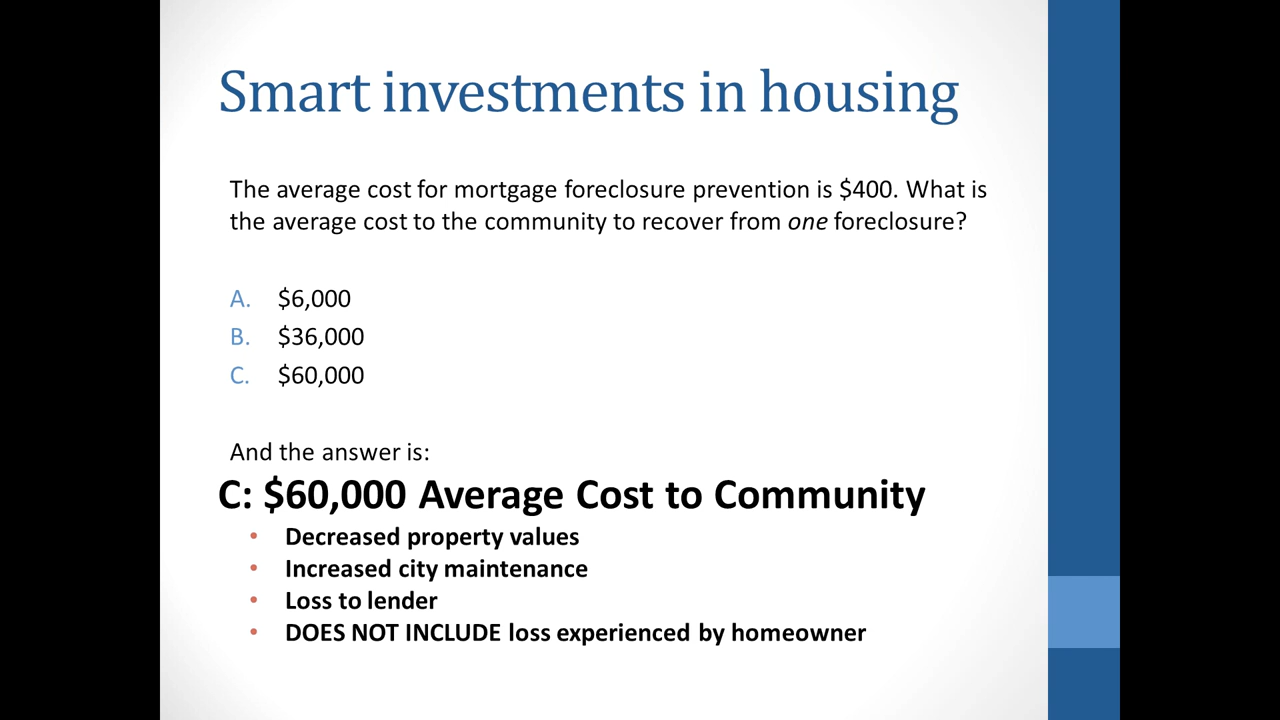 Smart investments in housing
The average cost for mortgage foreclosure prevention is $400. What is
the average cost to the community to recover from one foreclosure?
A. $6,000
B. $36,000
C. $60,000
And the answer is:
C: $60,000 Average Cost to Community
• Decreased property values
• Increased city maintenance
• Loss to lender
• DOES NOT INCLUDE loss experienced by homeowner